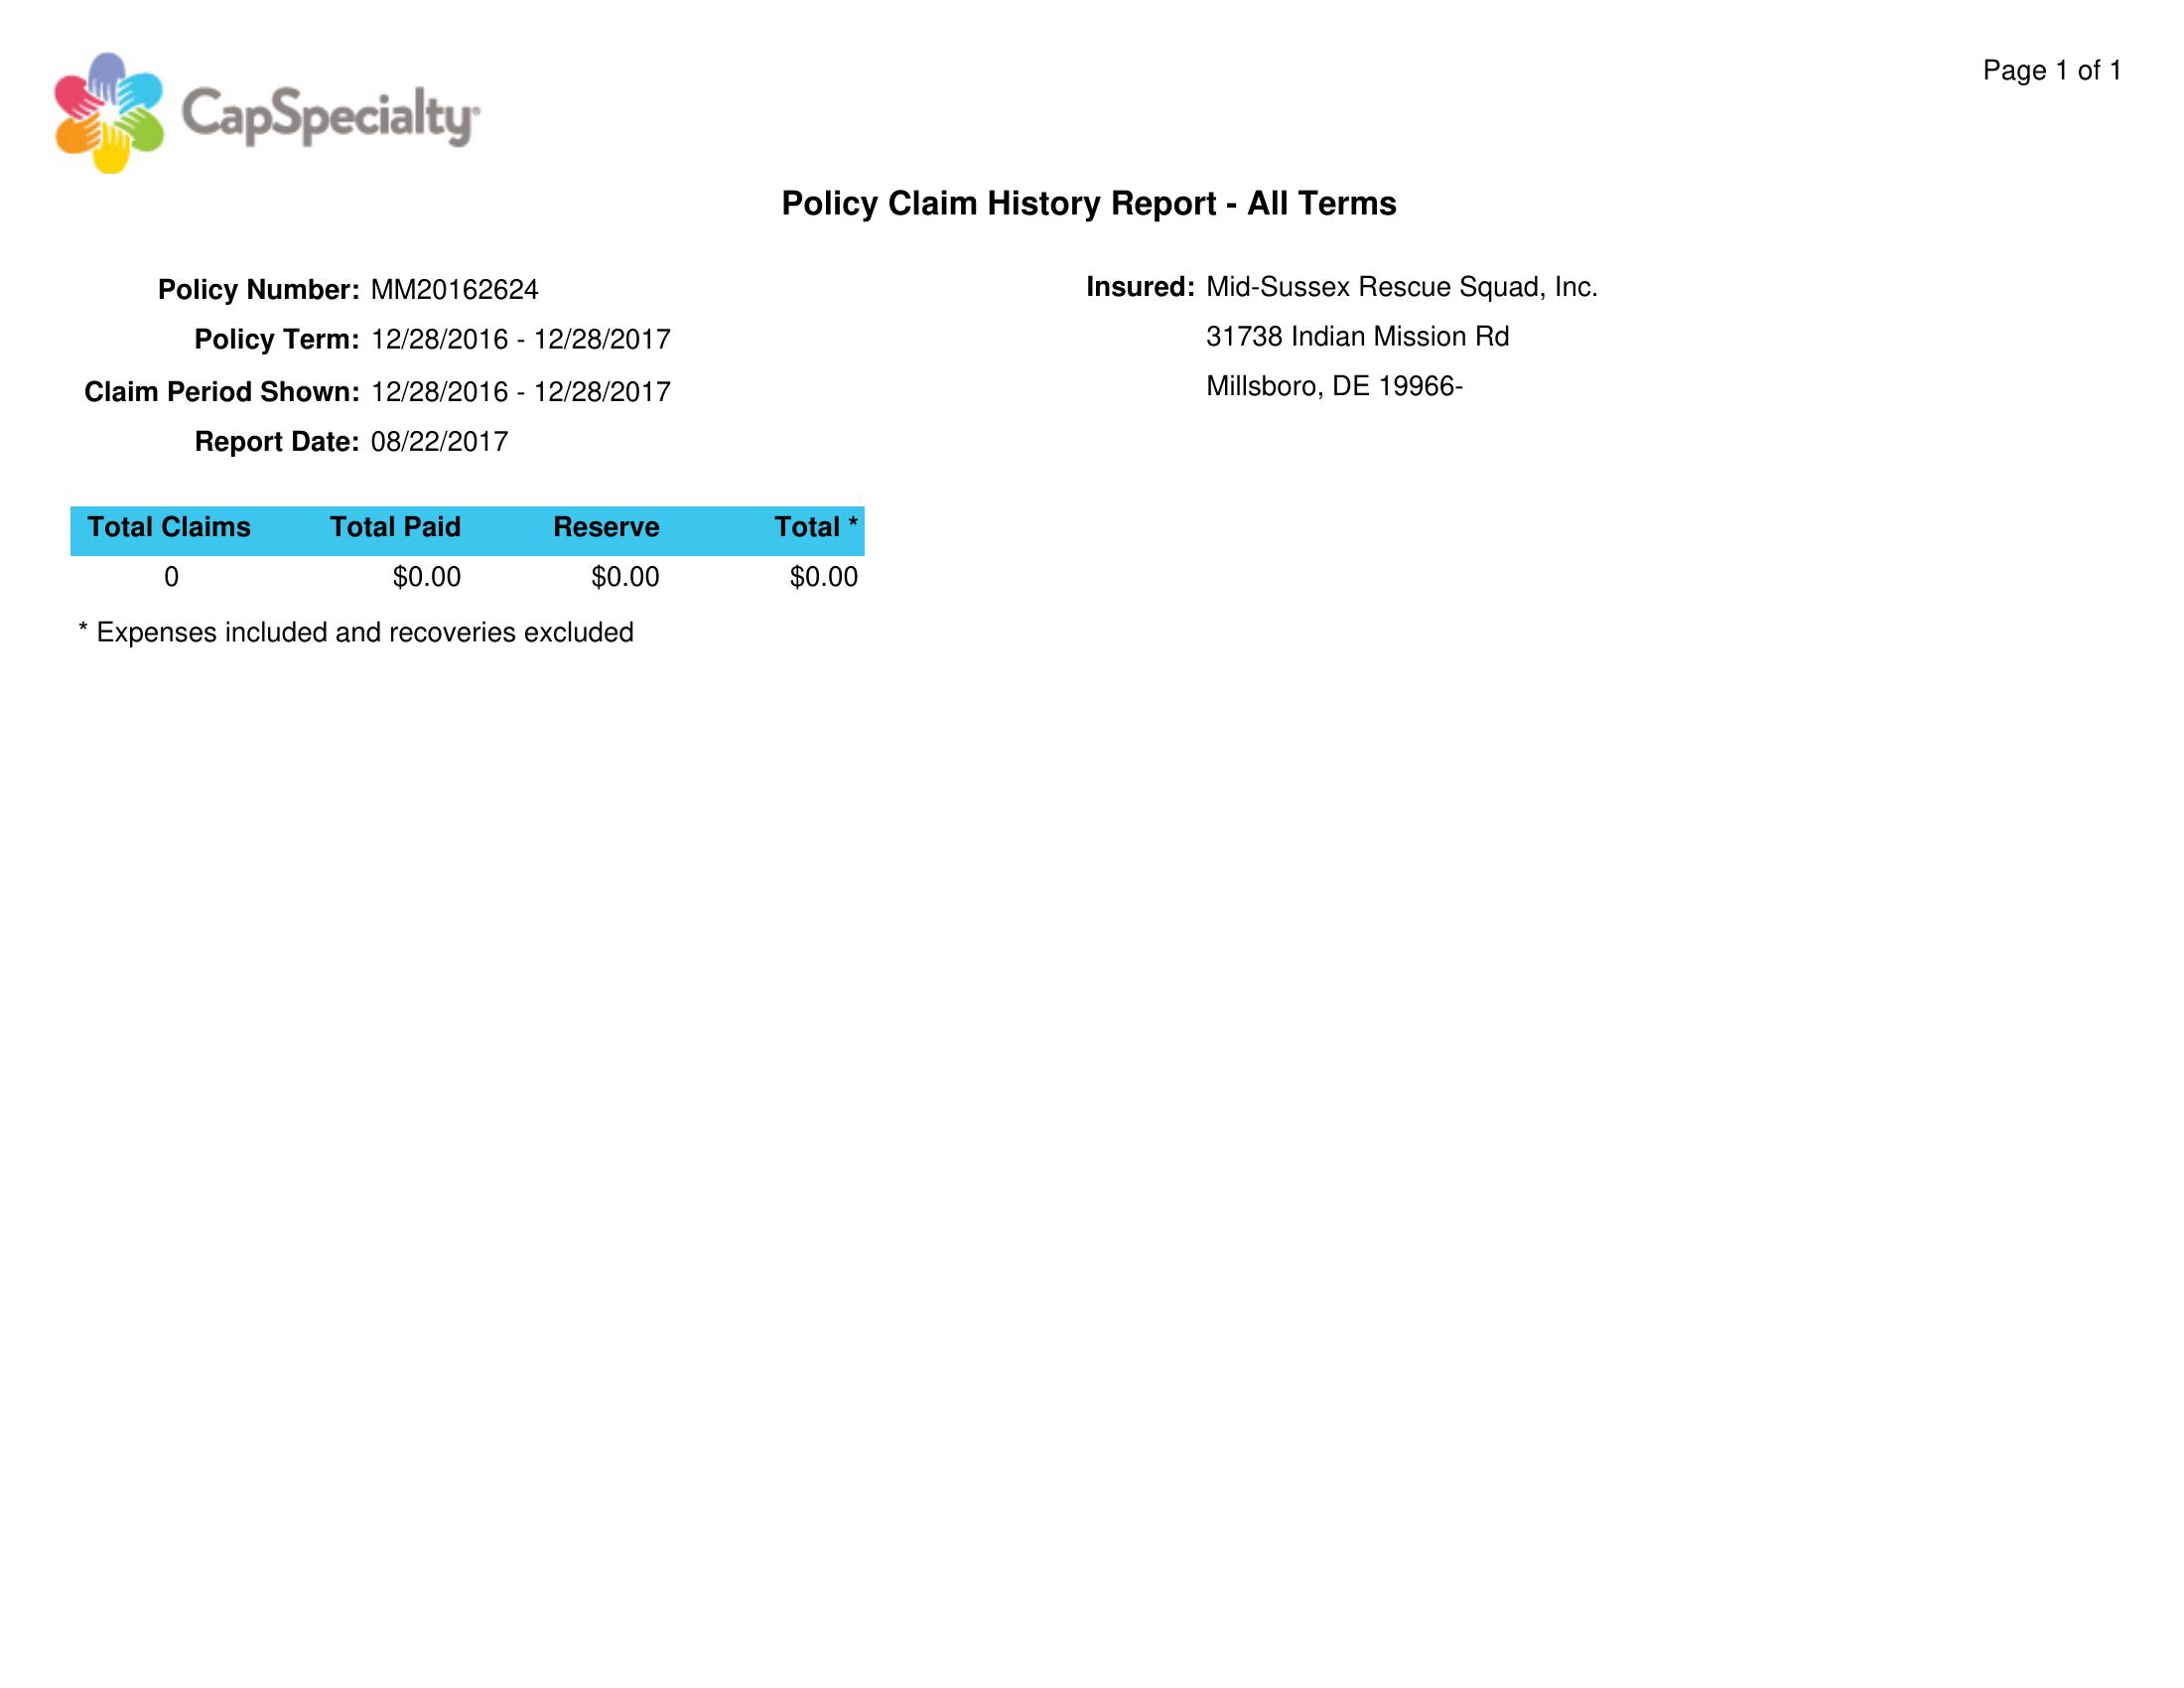 CapSpecialty
Page 1 of 1
Policy Claim History Report - All Terms
Policy Number: MM20162624
Policy Term: 12/28/2016 - 12/28/2017
Claim Period Shown: 12/28/2016 - 12/28/2017
Report Date: 08/22/2017
Insured: Mid-Sussex Rescue Squad, Inc.
31738 Indian Mission Rd
Millsboro, DE 19966-
Total Claims Total Paid Reserve Total *
0 $0.00 $0.00 $0.00
* Expenses included and recoveries excluded